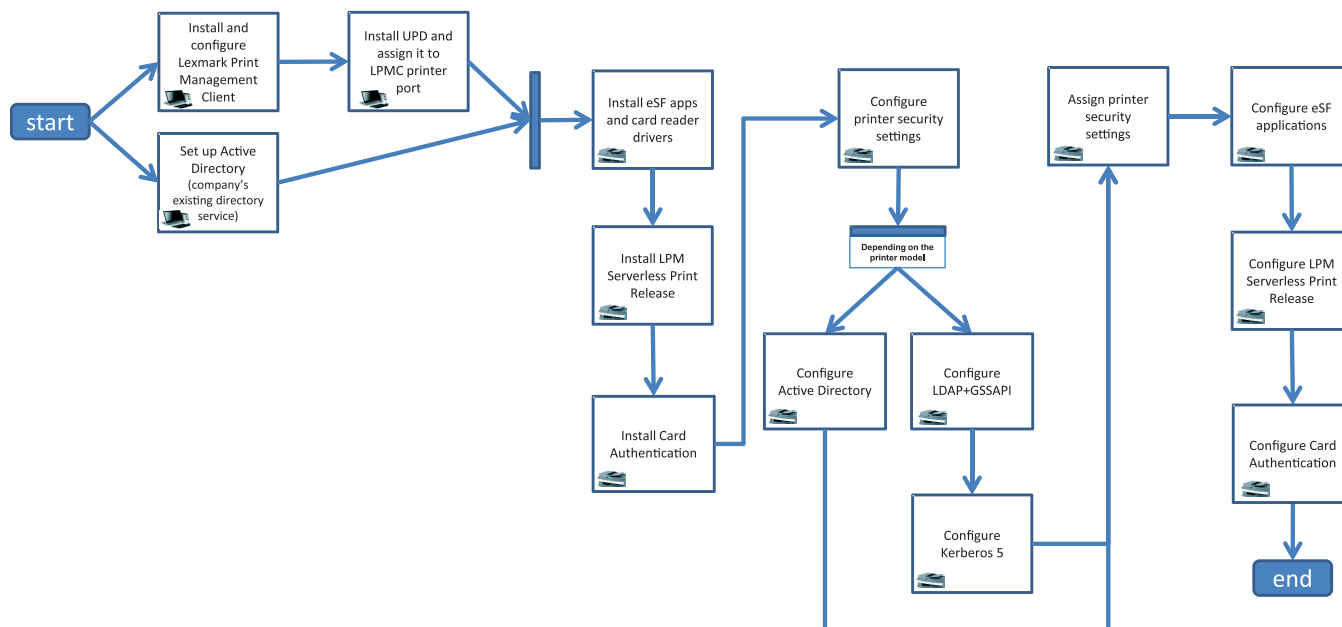 start
Install and
configure
Lexmark Print
Management
Client
Install UPD and
assign it to
LPMC printer
port
Set up Active
Directory
(company's
existing directory
service)
Install eSF apps
and card reader
drivers
Install LPM
Serverless Print
Release
Install Card
Authentication
Configure
printer security
settings
Depending on the
printer model
Configure
Active Directory
Configure
LDAP+GSSAPI
Configure
Kerberos 5
Assign printer
security
settings
Configure eSF
applications
Configure LPM
Serverless Print
Release
Configure Card
Authentication
end